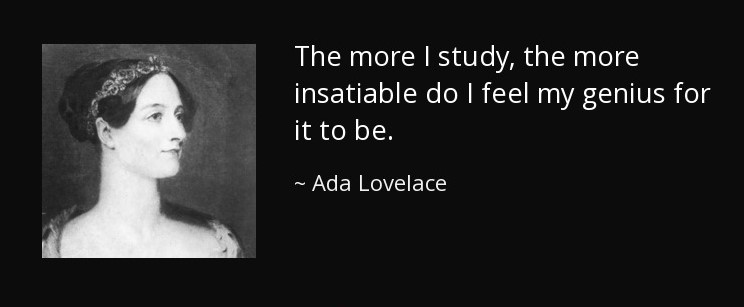 The more I study, the more
insatiable do I feel my genius for
it to be.
~ Ada Lovelace